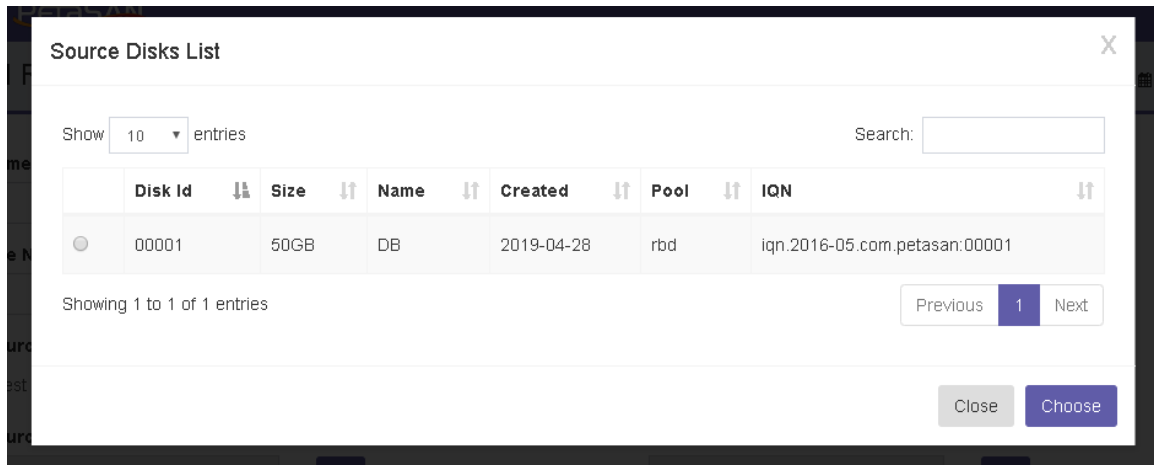 PetaSAN
Source Disks List X
Show 10 entries Search:
Disk Id Size Name Created Pool IQN
00001 50GB DB 2019-04-28 rbd iqn.2016-05.com.petasan:00001
Showing 1 to 1 of 1 entries Previous 1 Next
Close Choose